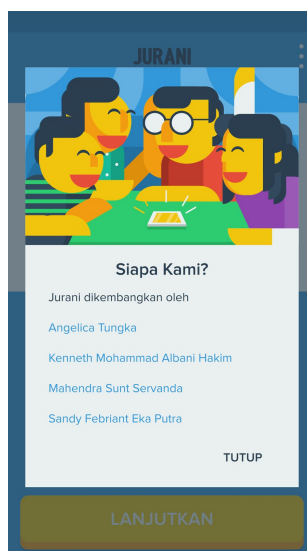 JURANI
Siapa Kami?
Jurani dikembangkan oleh
Angelica Tungka
Kenneth Mohammad Albani Hakim
Mahendra Sunt Servanda
Sandy Febriant Eka Putra
TUTUP
LANJUTKAN